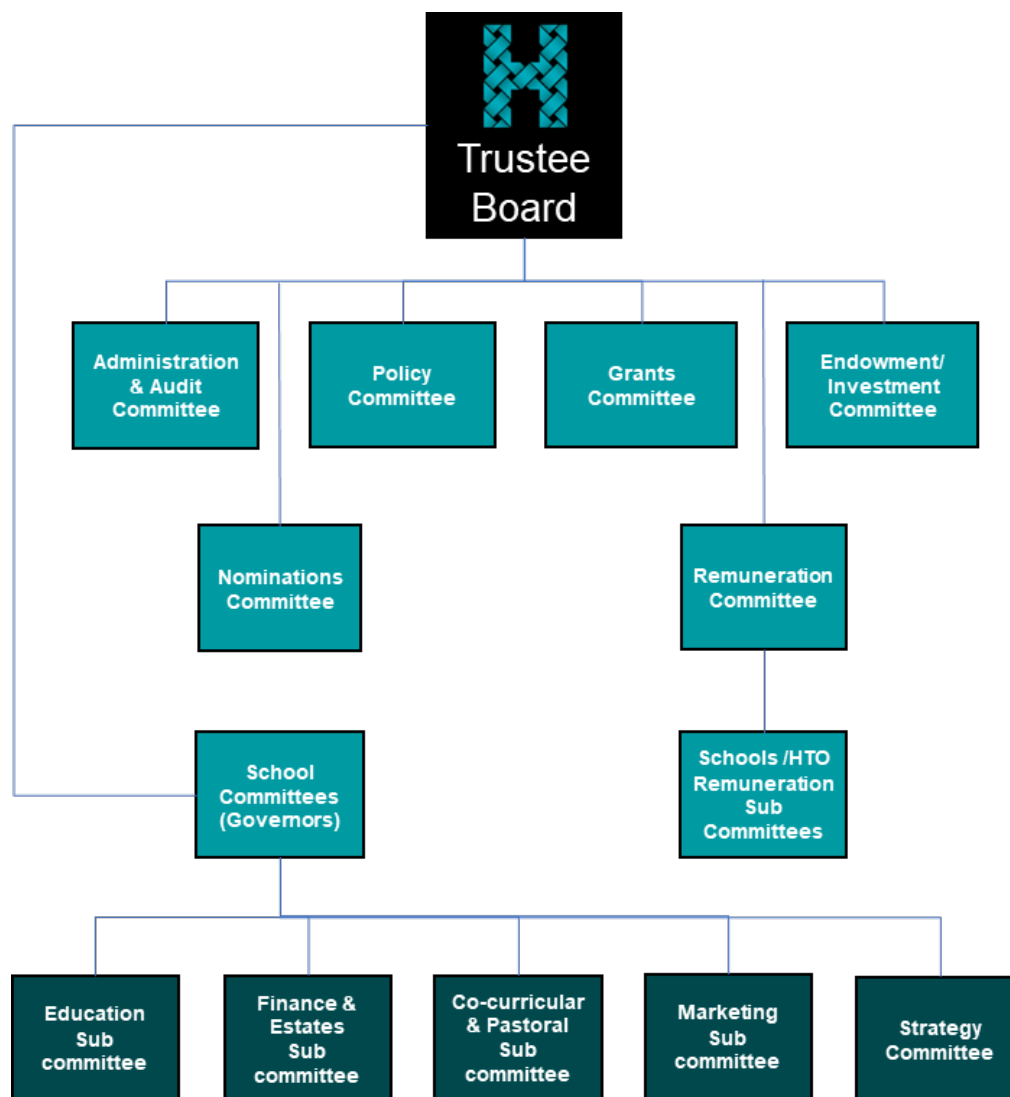 H
Trustee
Board
Administration
& Audit
Committee
Policy
Committee
Grants
Committee
Endowment/
Investment
Committee
Nominations
Committee
Remuneration
Committee
School
Committees
(Governors)
Schools /HTO
Remuneration
Sub
Committees
Education
Sub
committee
Finance &
Estates
Sub
committee
Co-curricular
& Pastoral
Sub
committee
Marketing
Sub
committee
Strategy
Committee